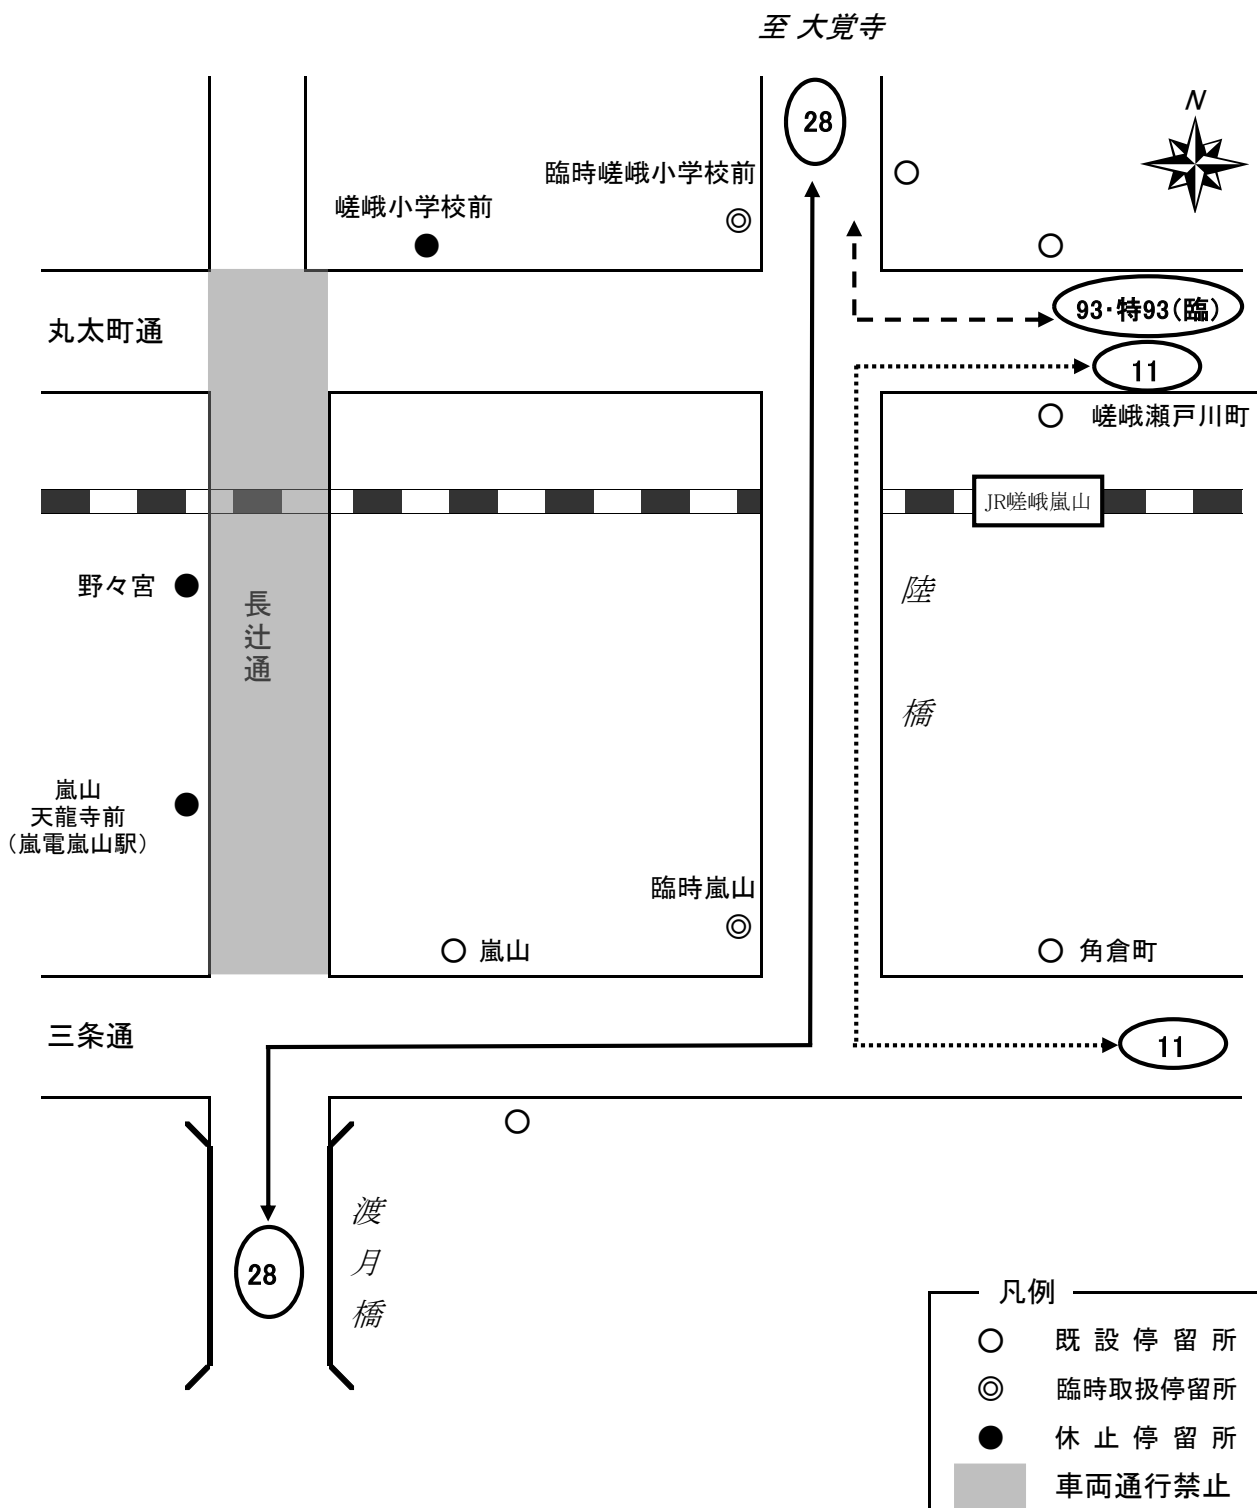 至 大覚寺
28
N
臨時嵯峨小学校前
嵯峨小学校前
93・特93(臨)
丸太町通
11
嵯峨瀬戸川町
JR嵯峨嵐山
野々宮
長辻通
陸橋
嵐山
天龍寺前
(嵐電嵐山駅)
臨時嵐山
嵐山
角倉町
三条通
11
渡月橋
28
凡例
既設停留所
臨時取扱停留所
休止停留所
車両通行禁止